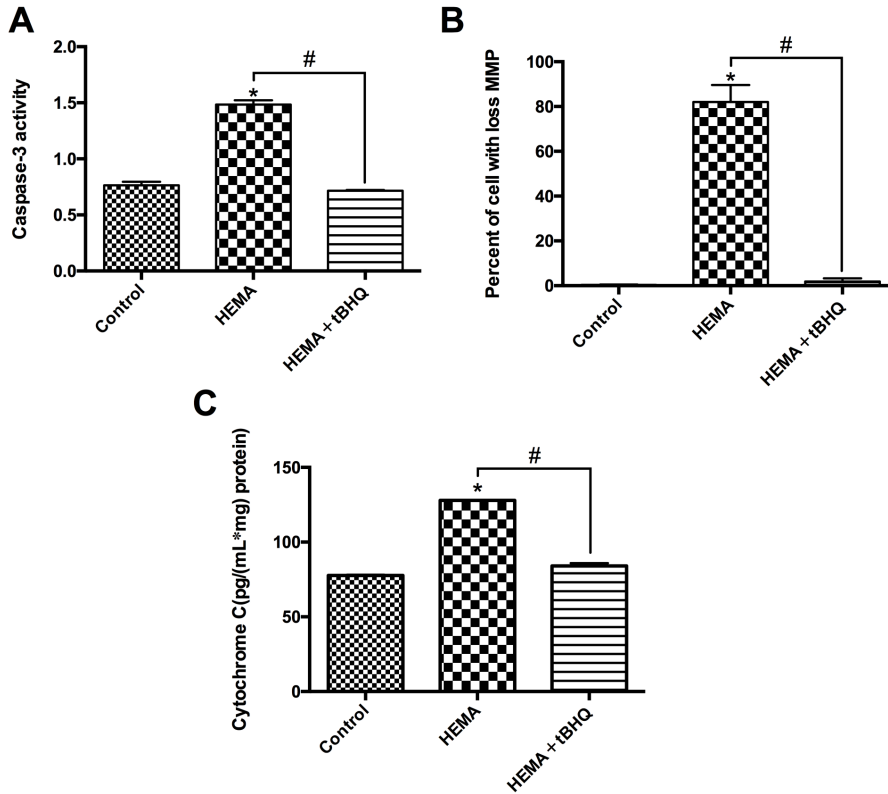 A
Caspase-3 activity
2.0
1.5
1.0
0.5
0.0
*
#
Control
HEMA
HEMA + tBHQ
B
Percent of cell with loss MMP
100
80
60
40
20
0
*
#
Control
HEMA
HEMA + tBHQ
C
Cytochrome C(pg/(mL*mg) protein)
150
100
50
0
*
#
Control
HEMA
HEMA + tBHQ